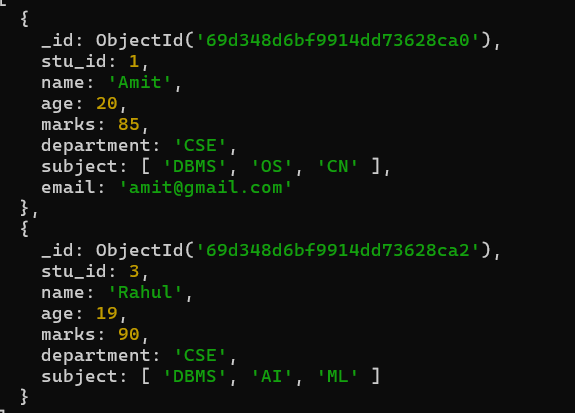 {
_id: ObjectId('69d348d6bf9914dd73628ca0'),
stu_id: 1,
name: 'Amit',
age: 20,
marks: 85,
department: 'CSE',
subject: [ 'DBMS', 'OS', 'CN' ],
email: 'amit@gmail.com'
},
{
_id: ObjectId('69d348d6bf9914dd73628ca2'),
stu_id: 3,
name: 'Rahul',
age: 19,
marks: 90,
department: 'CSE',
subject: [ 'DBMS', 'AI', 'ML' ]
}